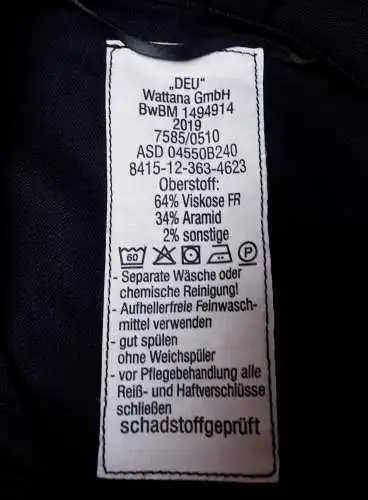 „DEU"
Wattana GmbH
BwBM 1494914
2019
7585/0510
ASD 04550B240
8415-12-363-4623
Oberstoff:
64% Viskose FR
34% Aramid
2% sonstige
60 P
- Separate Wäsche oder
chemische Reinigung!
- Aufhellerfreie Feinwasch-
mittel verwenden
- gut spülen
ohne Weichspüler
- vor Pflegebehandlung alle
Reiß- und Haftverschlüsse
schließen
schadstoffgeprüft